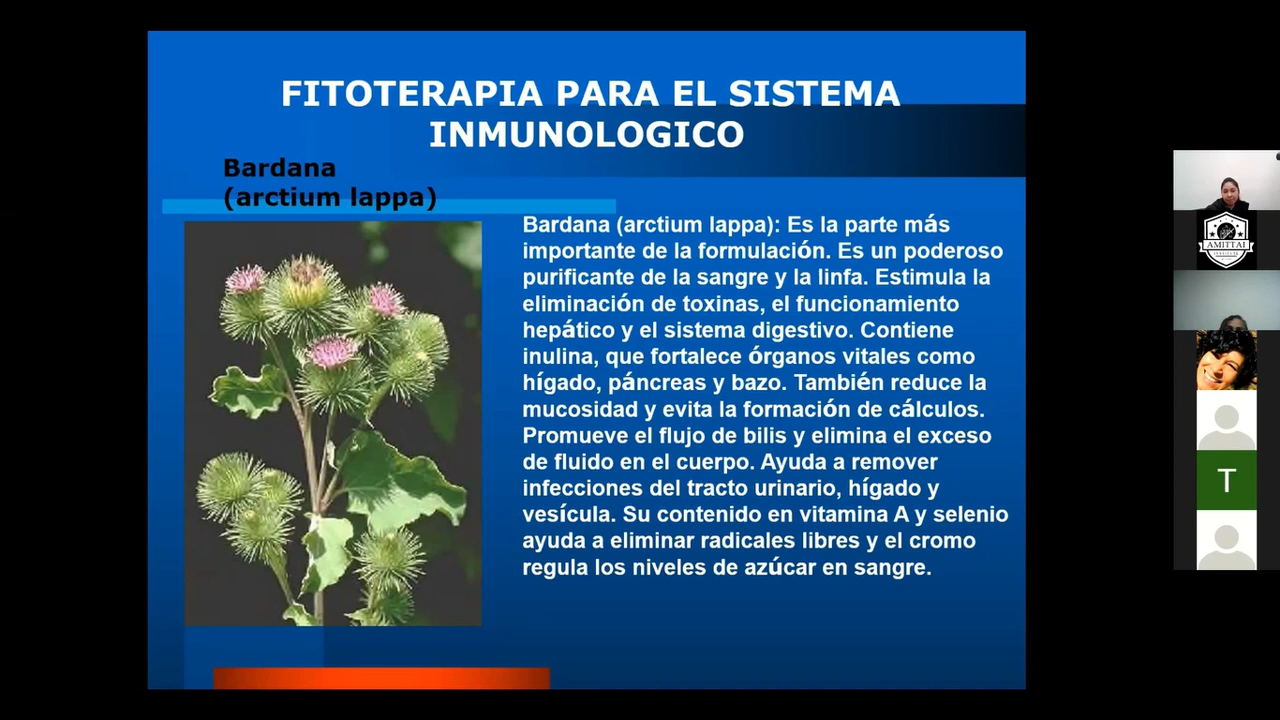 FITOTERAPIA PARA EL SISTEMA
INMUNOLOGICO
Bardana
(arctium lappa)
Bardana (arctium lappa): Es la parte más
importante de la formulación. Es un poderoso
purificante de la sangre y la linfa. Estimula la
eliminación de toxinas, el funcionamiento
hepático y el sistema digestivo. Contiene
inulina, que fortalece órganos vitales como
hígado, páncreas y bazo. También reduce la
mucosidad y evita la formación de cálculos.
Promueve el flujo de bilis y elimina el exceso
de fluido en el cuerpo. Ayuda a remover
infecciones del tracto urinario, hígado y
vesícula. Su contenido en vitamina A y selenio
ayuda a eliminar radicales libres y el cromo
regula los niveles de azúcar en sangre.
AMITTAI
T